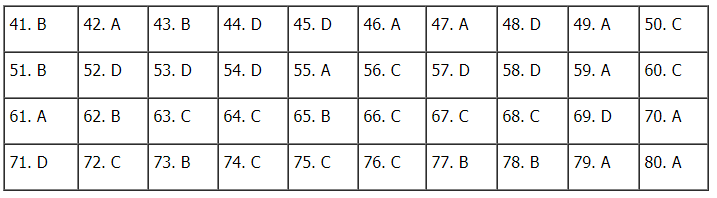 41. B 42. A 43. B 44. D 45. D 46. A 47. A 48. D 49. A 50. C
51. B 52. D 53. D 54. D 55. A 56. C 57. D 58. D 59. A 60. C
61. A 62. B 63. C 64. C 65. B 66. C 67. C 68. C 69. D 70. A
71. D 72. C 73. B 74. C 75. C 76. C 77. B 78. B 79. A 80. A